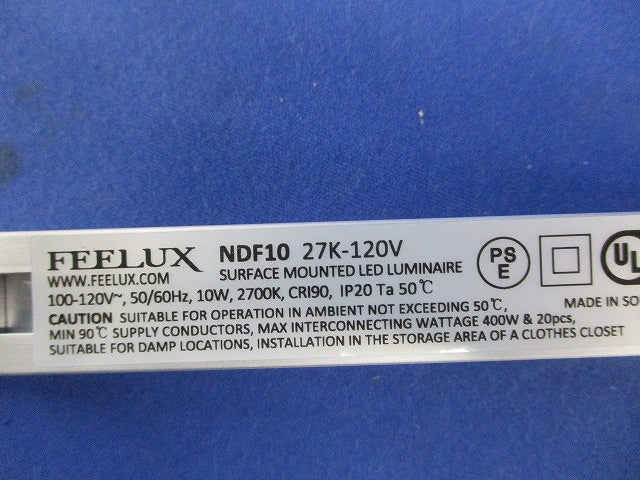 FEELUX NDF10 27K-120V
WWW.FEELUX.COM SURFACE MOUNTED LED LUMINAIRE
100-120V~, 50/60Hz, 10W, 2700K, CRI90, IP20 Ta 50℃
CAUTION SUITABLE FOR OPERATION IN AMBIENT NOT EXCEEDING 50℃,
MIN 90℃ SUPPLY CONDUCTORS, MAX INTERCONNECTING WATTAGE 400W & 20pcs,
SUITABLE FOR DAMP LOCATIONS, INSTALLATION IN THE STORAGE AREA OF A CLOTHES CLOSET
PS
E
UL
MADE IN